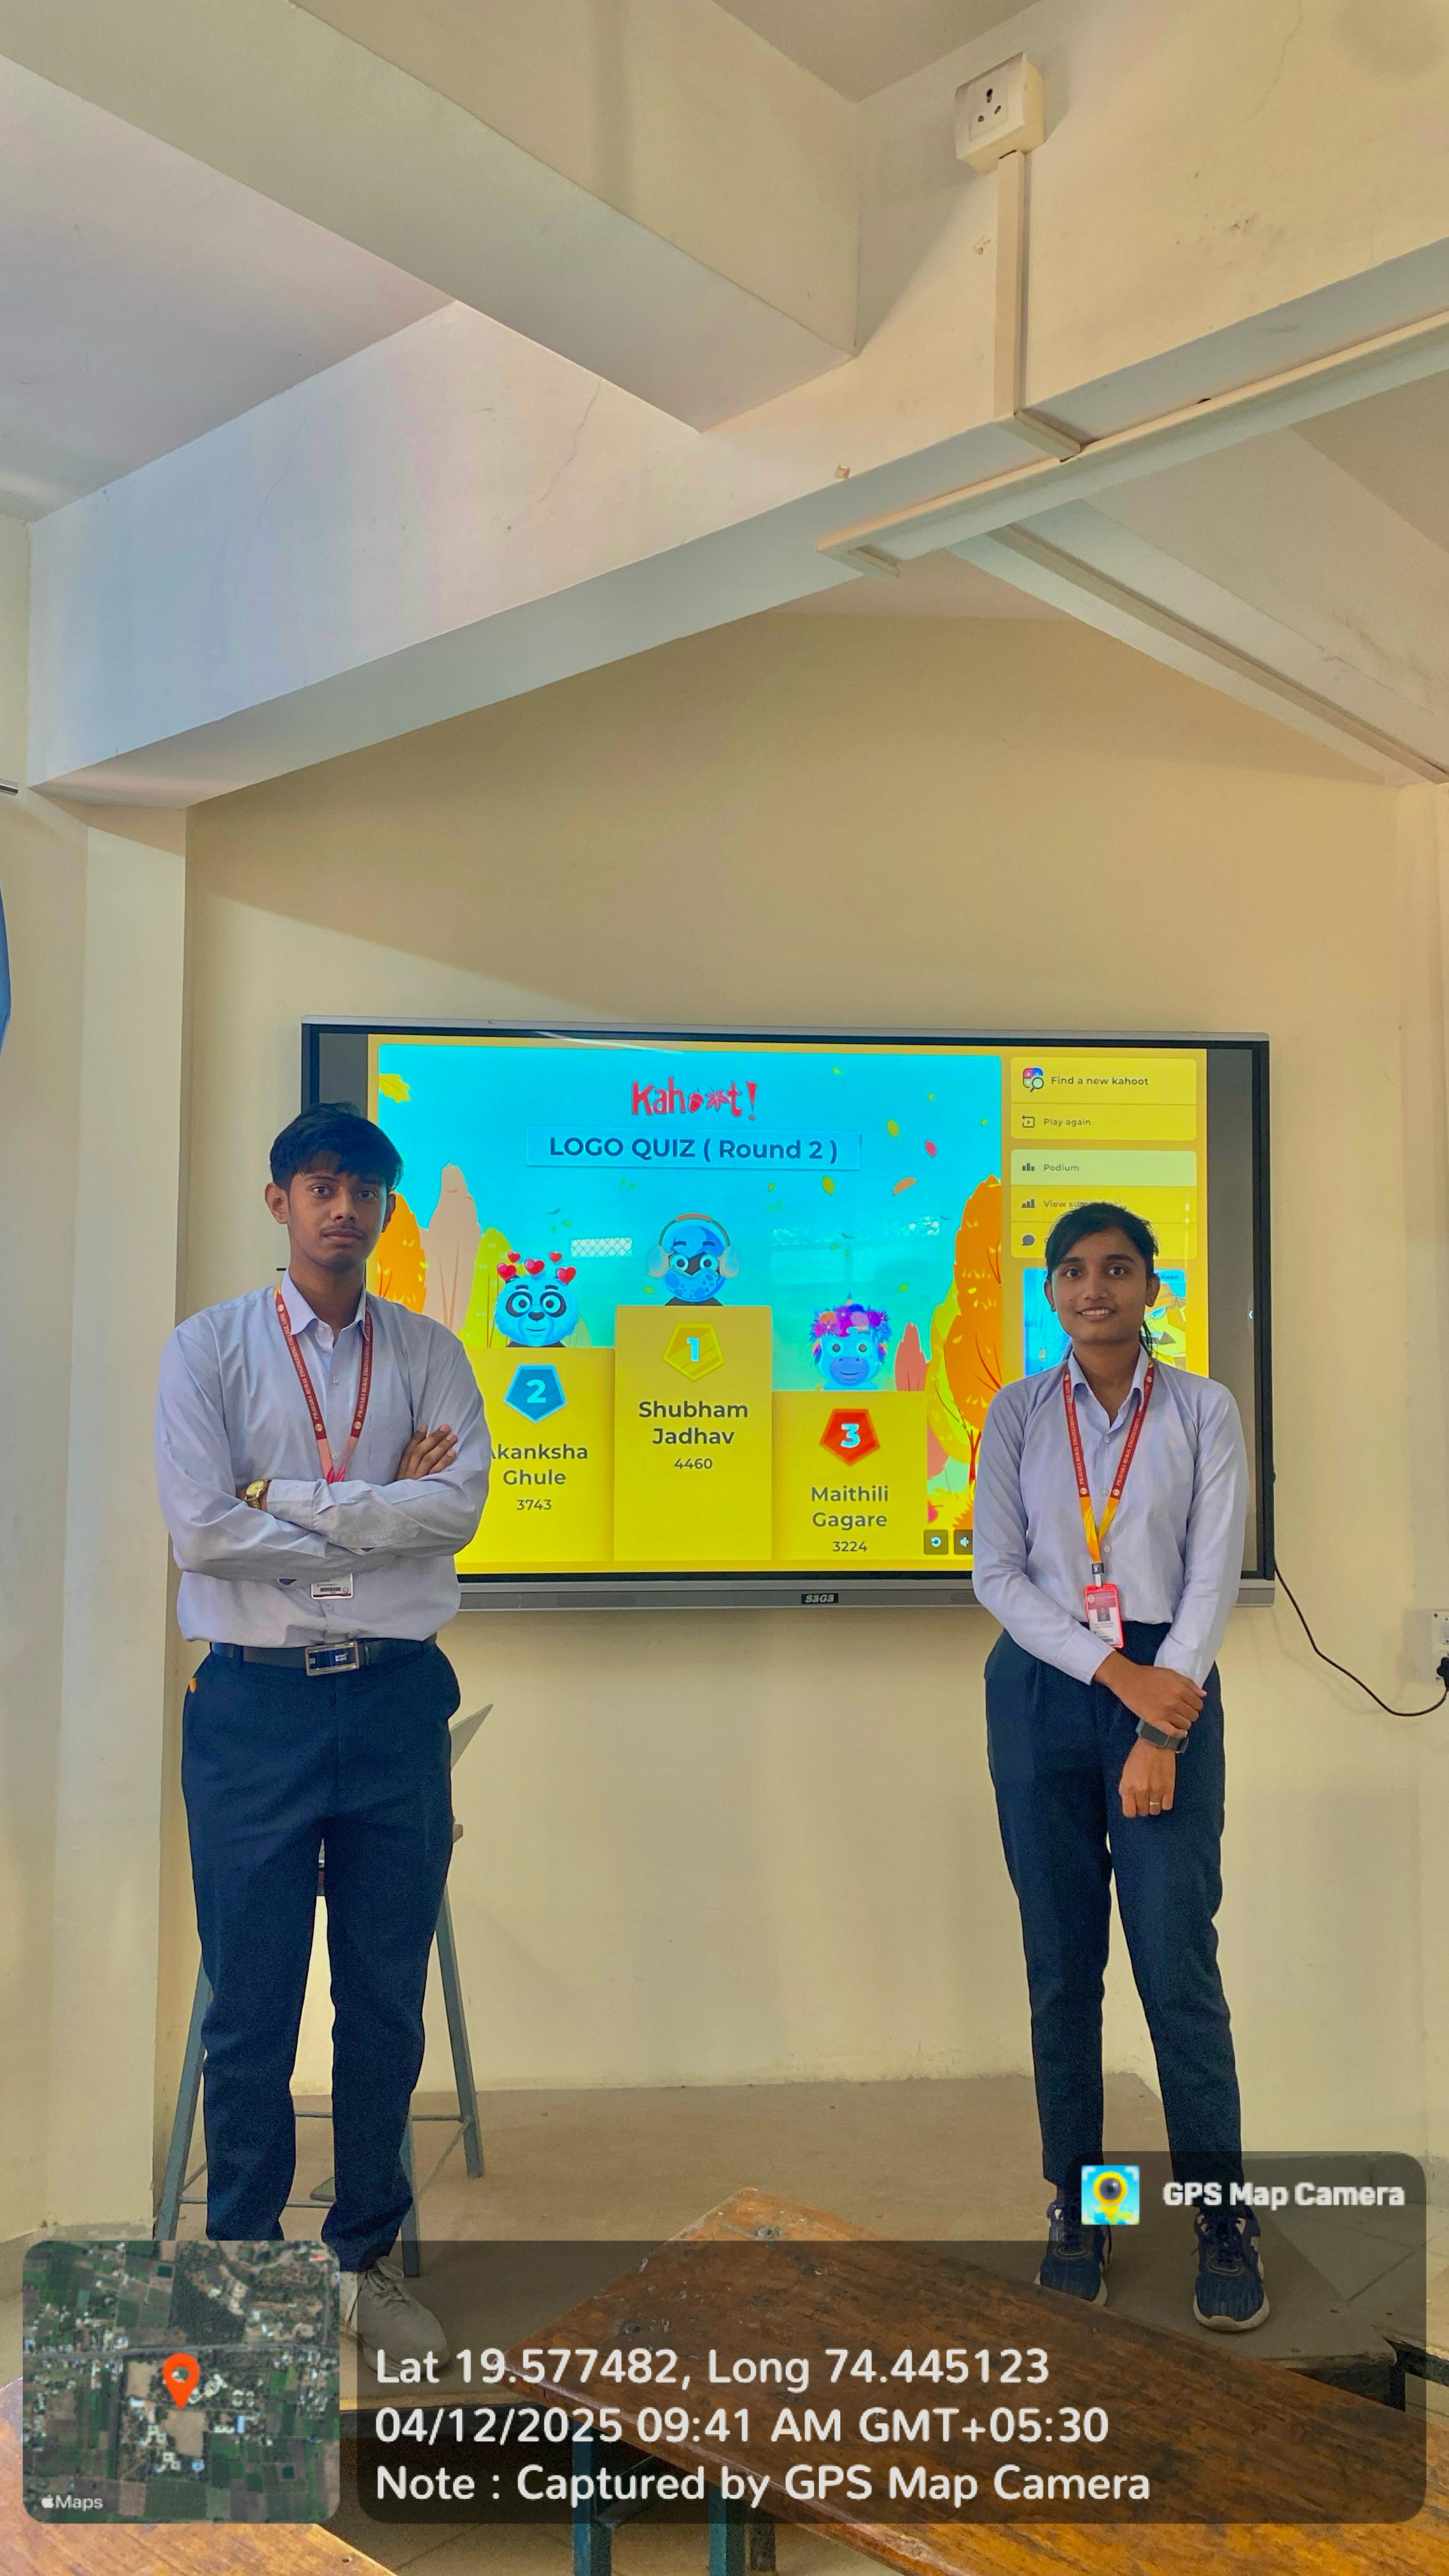 Kahoot!
LOGO QUIZ ( Round 2 )
Find a new kahoot
Play again
Podium
1
Shubham
Jadhav
4460
2
Akanksha
Ghule
3743
3
Maithili
Gagare
3224
SAGA
GPS Map Camera
Lat 19.577482, Long 74.445123
04/12/2025 09:41 AM GMT+05:30
Note : Captured by GPS Map Camera
Maps